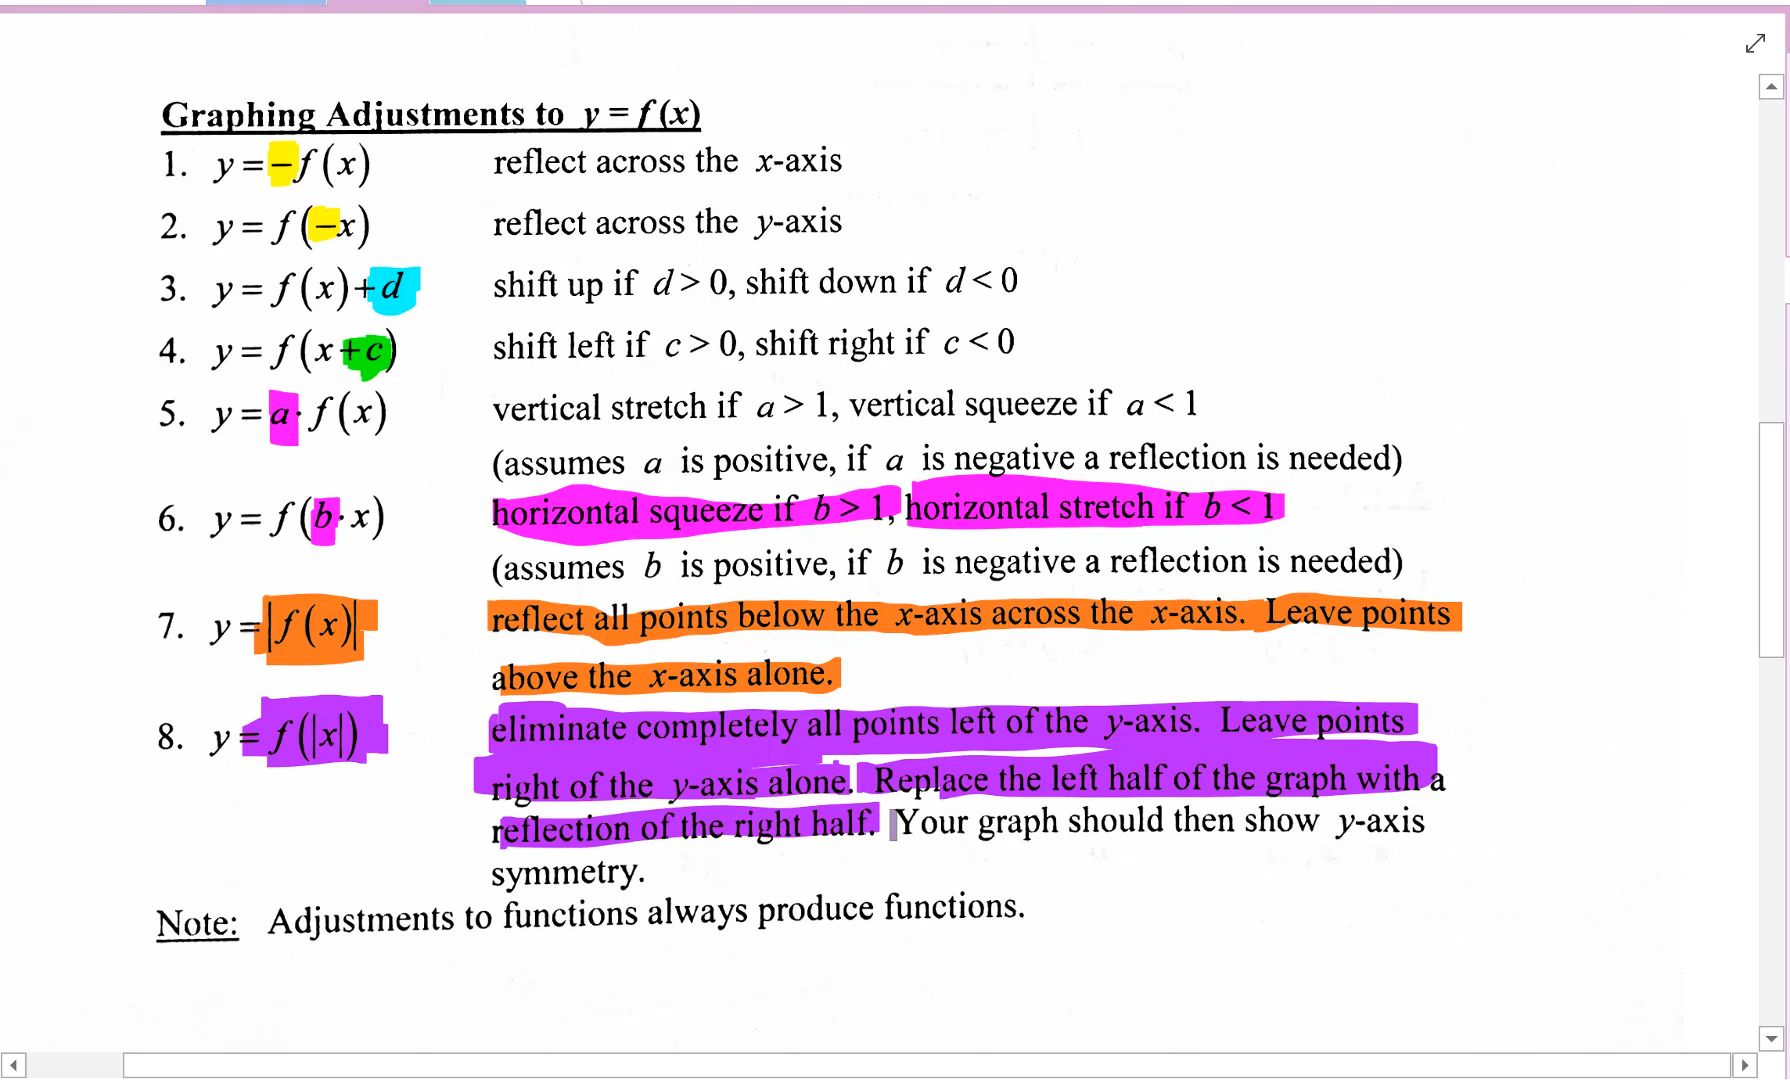 Graphing Adjustments to y = f(x)
1. y = −f(x) reflect across the x-axis
2. y = f(−x) reflect across the y-axis
3. y = f(x)+d shift up if d > 0, shift down if d < 0
4. y = f(x+c) shift left if c > 0, shift right if c < 0
5. y = a·f(x) vertical stretch if a > 1, vertical squeeze if a < 1
(assumes a is positive, if a is negative a reflection is needed)
6. y = f(b·x) horizontal squeeze if b > 1, horizontal stretch if b < 1
(assumes b is positive, if b is negative a reflection is needed)
7. y = |f(x)| reflect all points below the x-axis across the x-axis. Leave points
above the x-axis alone.
8. y = f(|x|) eliminate completely all points left of the y-axis. Leave points
right of the y-axis alone. Replace the left half of the graph with a
reflection of the right half. Your graph should then show y-axis
symmetry.
Note: Adjustments to functions always produce functions.